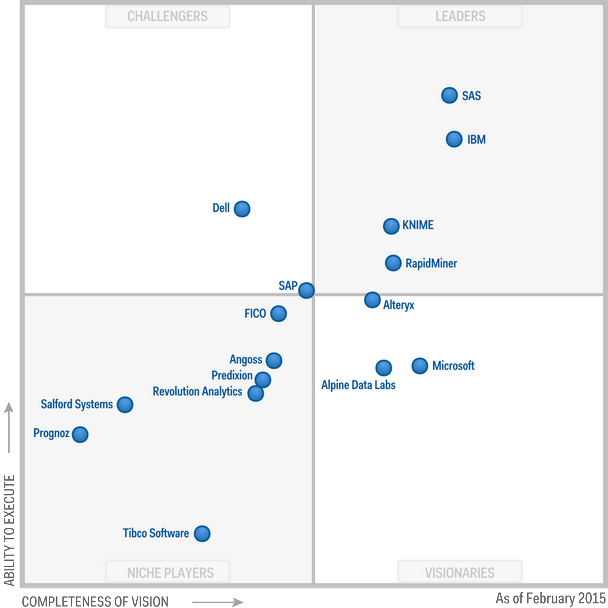 CHALLENGERS
LEADERS
SAS
IBM
Dell
KNIME
RapidMiner
SAP
Alteryx
FICO
Angoss
Predixion
Revolution Analytics
Microsoft
Alpine Data Labs
Salford Systems
Prognoz
Tibco Software
NICHE PLAYERS
VISIONARIES
ABILITY TO EXECUTE
COMPLETENESS OF VISION
As of February 2015